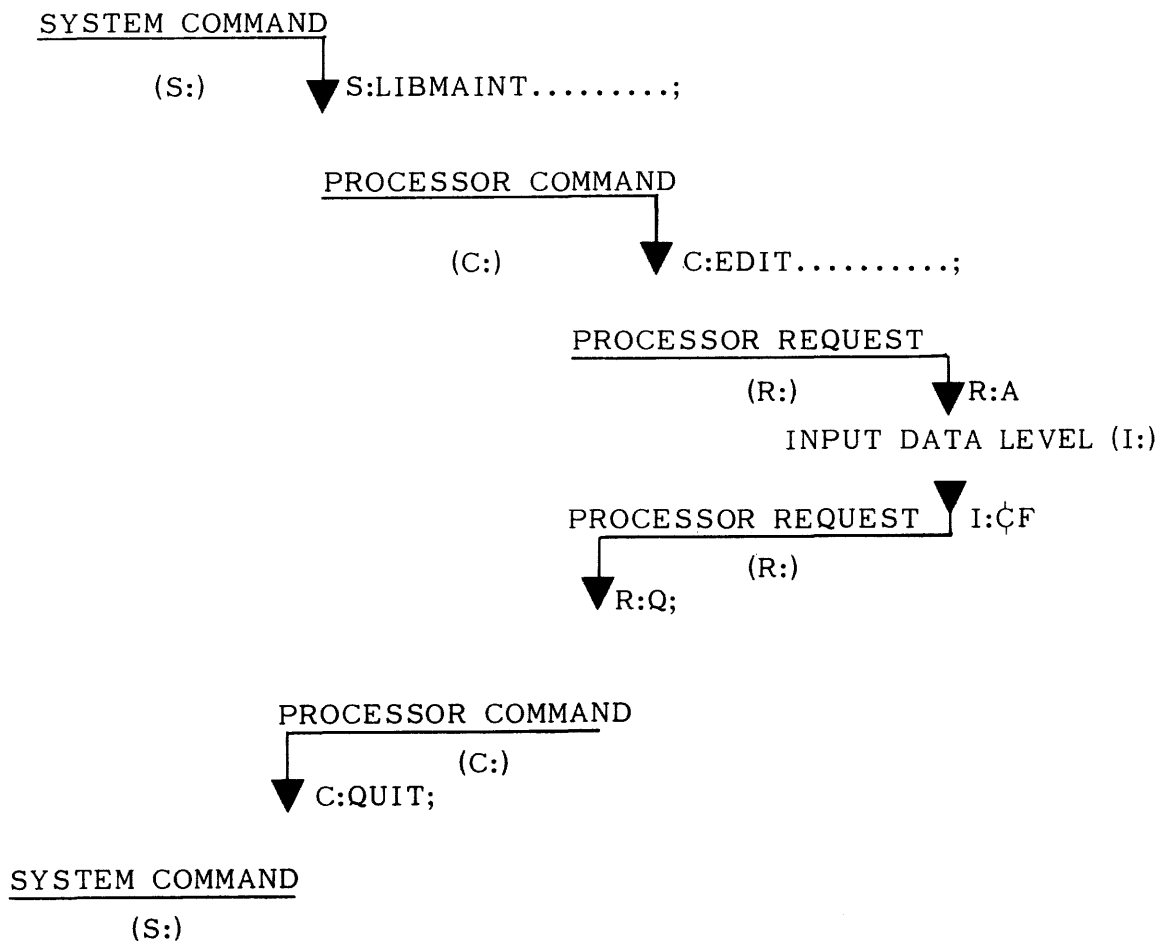 SYSTEM COMMAND
(S:) S:LIBMAINT.........;
PROCESSOR COMMAND
(C:) C:EDIT..........;
PROCESSOR REQUEST
(R:) R:A
INPUT DATA LEVEL (I:)
PROCESSOR REQUEST I:₵F
(R:)
R:Q;
PROCESSOR COMMAND
(C:)
C:QUIT;
SYSTEM COMMAND
(S:)